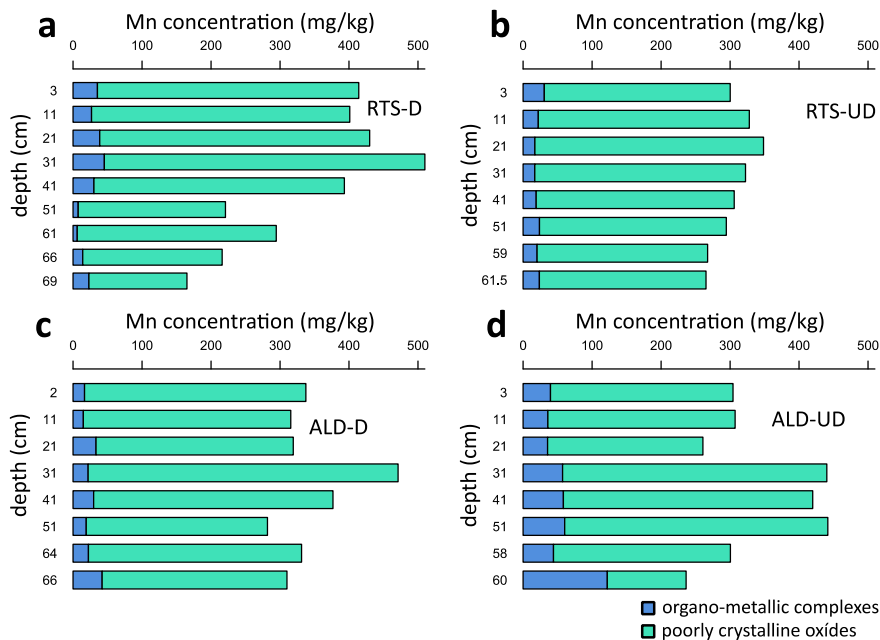 a
Mn concentration (mg/kg)
0 100 200 300 400 500
depth (cm)
3
11
21
31
41
51
61
66
69
RTS-D
b
Mn concentration (mg/kg)
0 100 200 300 400 500
depth (cm)
3
11
21
31
41
51
59
61.5
RTS-UD
c
Mn concentration (mg/kg)
0 100 200 300 400 500
depth (cm)
2
11
21
31
41
51
64
66
ALD-D
d
Mn concentration (mg/kg)
0 100 200 300 400 500
depth (cm)
3
11
21
31
41
51
58
60
ALD-UD
organo-metallic complexes
poorly crystalline oxídes